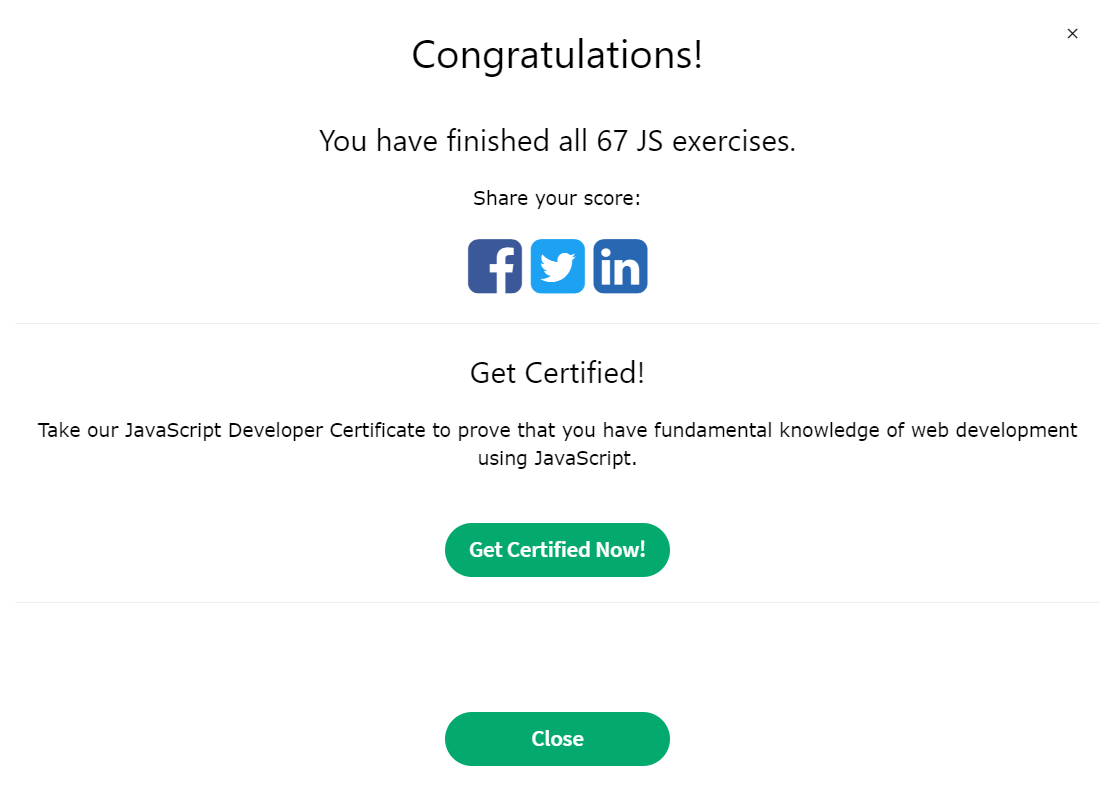 ×
Congratulations!
You have finished all 67 JS exercises.
Share your score:
f in
Get Certified!
Take our JavaScript Developer Certificate to prove that you have fundamental knowledge of web development
using JavaScript.
Get Certified Now!
Close